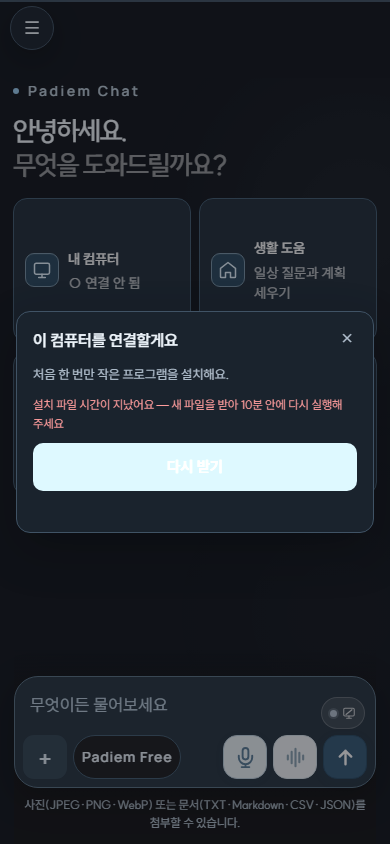 Padiem Chat
안녕하세요.
무엇을 도와드릴까요?
내 컴퓨터
연결 안 됨
생활 도움
일상 질문과 계획
세우기
이 컴퓨터를 연결할게요
×
처음 한 번만 작은 프로그램을 설치해요.
설치 파일 시간이 지났어요 — 새 파일을 받아 10분 안에 다시 실행해
주세요
다시 받기
무엇이든 물어보세요
+
Padiem Free
사진(JPEG·PNG·WebP) 또는 문서(TXT·Markdown·CSV·JSON)를
첨부할 수 있습니다.